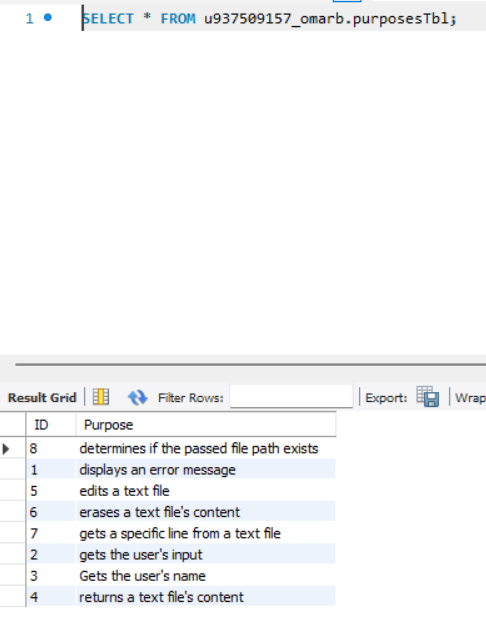 1 SELECT * FROM u937509157_omarb.purposesTbl;
Result Grid Filter Rows: Export: Wrap
ID Purpose
8 determines if the passed file path exists
1 displays an error message
5 edits a text file
6 erases a text file's content
7 gets a specific line from a text file
2 gets the user's input
3 Gets the user's name
4 returns a text file's content